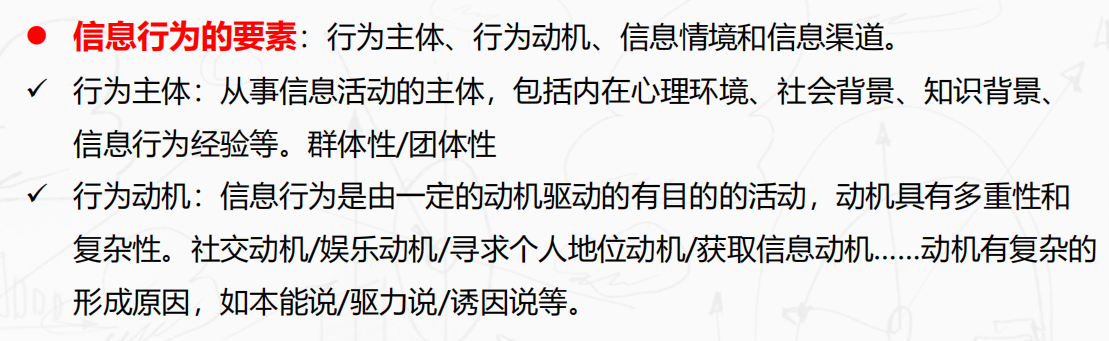 ● 信息行为的要素：行为主体、行为动机、信息情境和信息渠道。
✓ 行为主体：从事信息活动的主体，包括内在心理环境、社会背景、知识背景、
信息行为经验等。群体性/团体性
✓ 行为动机：信息行为是由一定的动机驱动的有目的的活动，动机具有多重性和
复杂性。社交动机/娱乐动机/寻求个人地位动机/获取信息动机……动机有复杂的
形成原因，如本能说/驱力说/诱因说等。